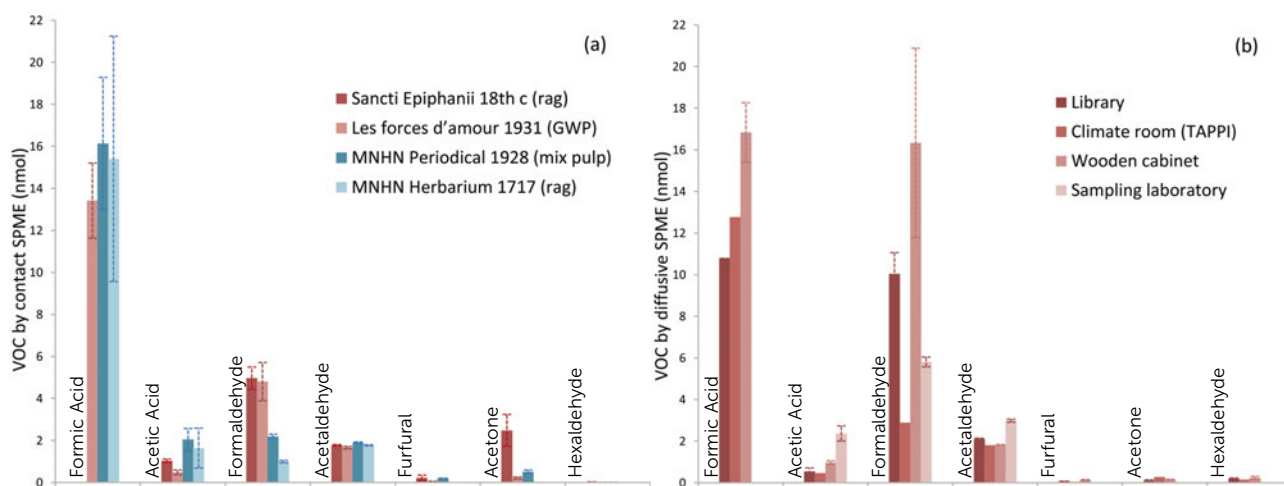 22
20
18
16
14
12
10
8
6
4
2
0
VOC by contact SPME (nmol)
(a)
Sancti Epiphanii 18th c (rag)
Les forces d'amour 1931 (GWP)
MNHN Periodical 1928 (mix pulp)
MNHN Herbarium 1717 (rag)
Formic Acid
Acetic Acid
Formaldehyde
Acetaldehyde
Furfural
Acetone
Hexaldehyde
22
20
18
16
14
12
10
8
6
4
2
0
VOC by diffusive SPME (nmol)
(b)
Library
Climate room (TAPPI)
Wooden cabinet
Sampling laboratory
Formic Acid
Acetic Acid
Formaldehyde
Acetaldehyde
Furfural
Acetone
Hexaldehyde